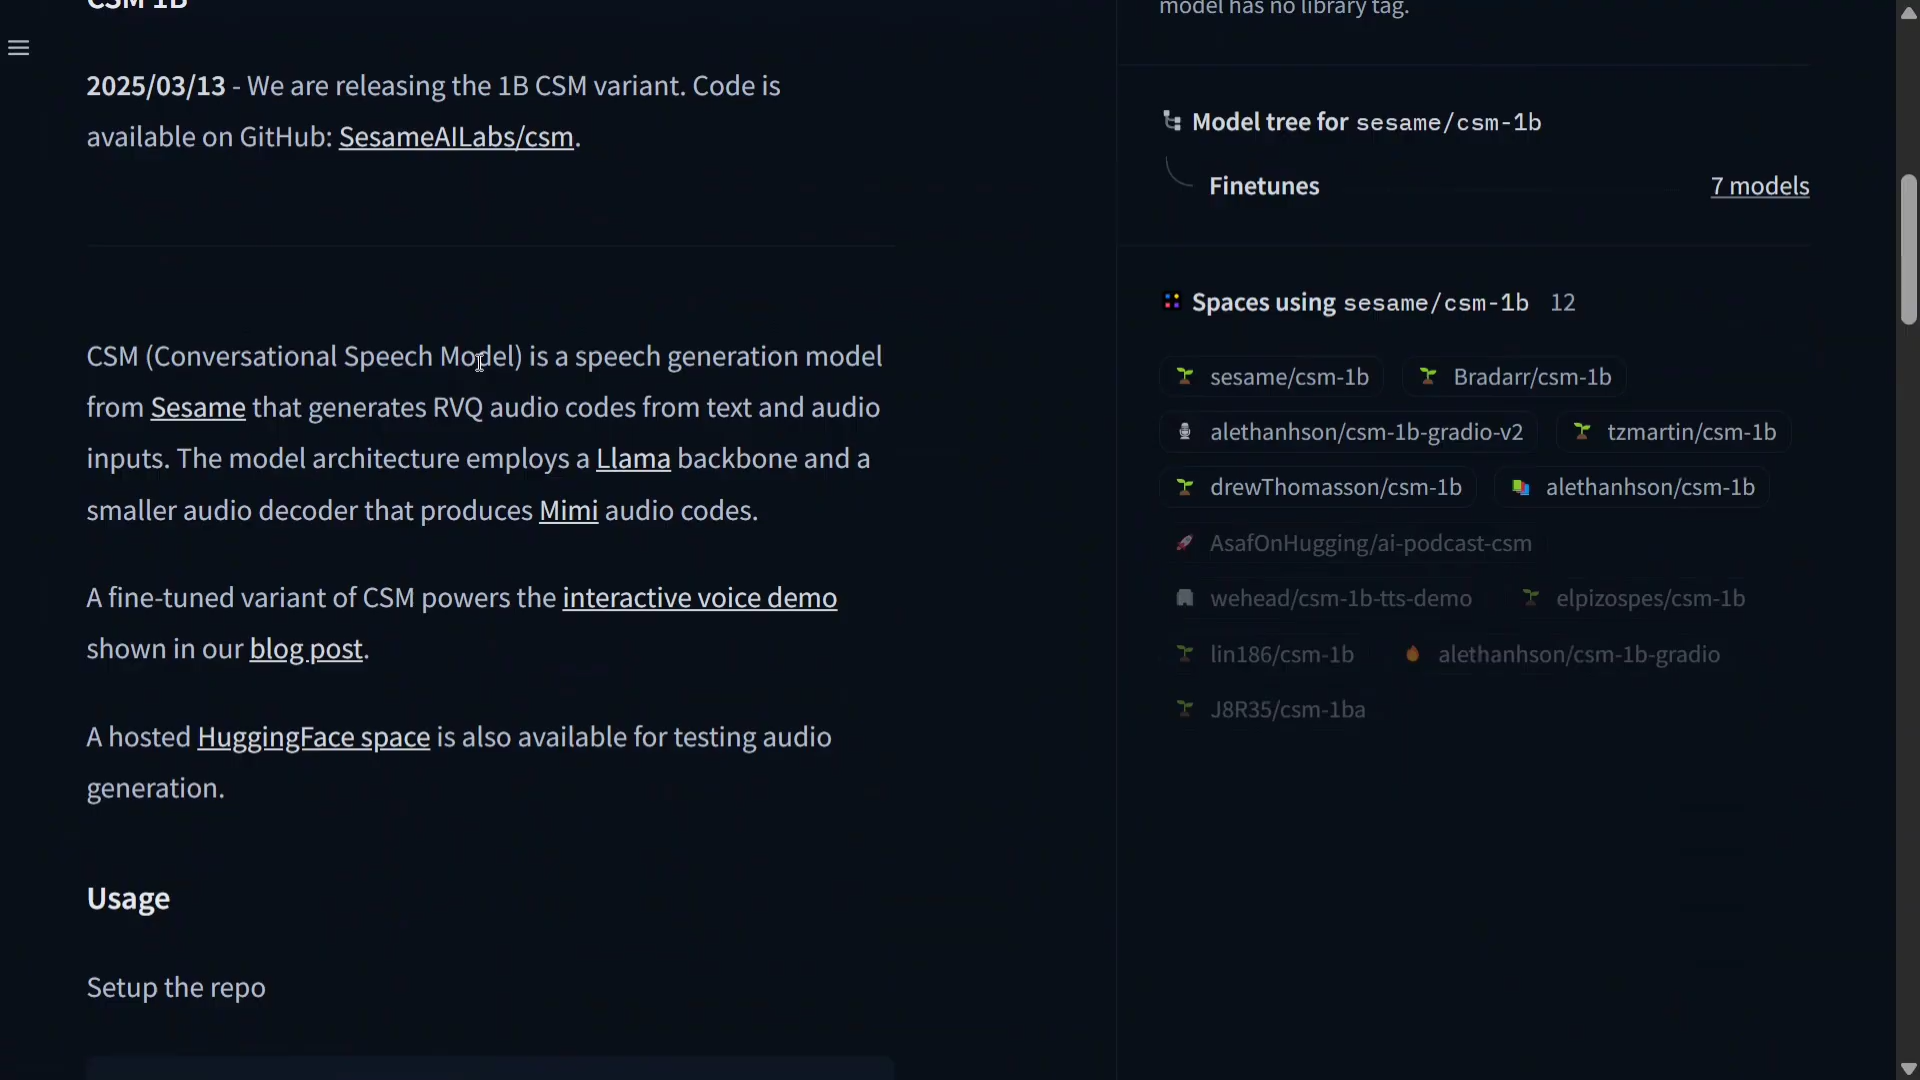 CSM 1B
2025/03/13 - We are releasing the 1B CSM variant. Code is
available on GitHub: SesameAILabs/csm.
CSM (Conversational Speech Model) is a speech generation model
from Sesame that generates RVQ audio codes from text and audio
inputs. The model architecture employs a Llama backbone and a
smaller audio decoder that produces Mimi audio codes.
A fine-tuned variant of CSM powers the interactive voice demo
shown in our blog post.
A hosted HuggingFace space is also available for testing audio
generation.
Usage
Setup the repo
model has no library tag.
Model tree for sesame/csm-1b
Finetunes 7 models
Spaces using sesame/csm-1b 12
sesame/csm-1b Bradarr/csm-1b
alethanhson/csm-1b-gradio-v2 tzmartin/csm-1b
drewThomasson/csm-1b alethanhson/csm-1b
AsafOnHugging/ai-podcast-csm
wehead/csm-1b-tts-demo elpizospes/csm-1b
lin186/csm-1b alethanhson/csm-1b-gradio
J8R35/csm-1ba